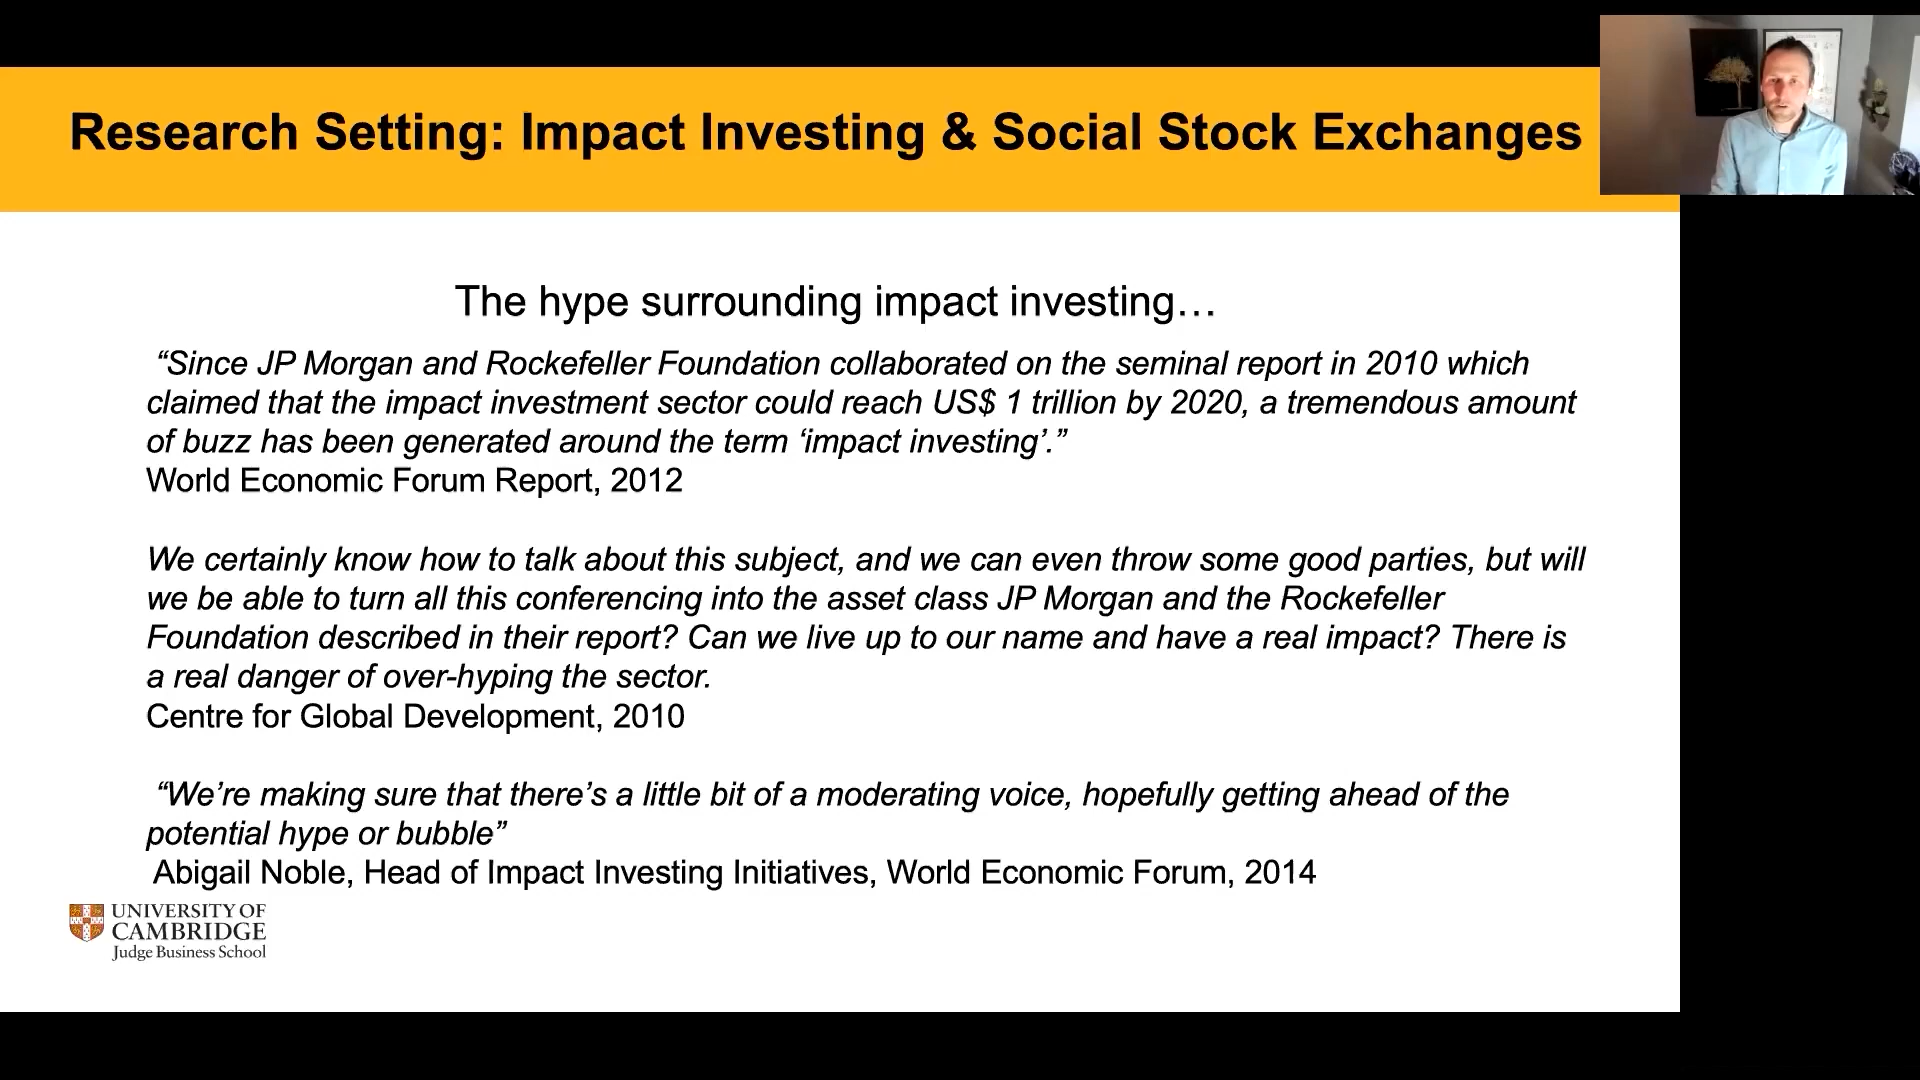 Research Setting: Impact Investing & Social Stock Exchanges
The hype surrounding impact investing…
“Since JP Morgan and Rockefeller Foundation collaborated on the seminal report in 2010 which
claimed that the impact investment sector could reach US$ 1 trillion by 2020, a tremendous amount
of buzz has been generated around the term ‘impact investing’.”
World Economic Forum Report, 2012
We certainly know how to talk about this subject, and we can even throw some good parties, but will
we be able to turn all this conferencing into the asset class JP Morgan and the Rockefeller
Foundation described in their report? Can we live up to our name and have a real impact? There is
a real danger of over-hyping the sector.
Centre for Global Development, 2010
“We’re making sure that there’s a little bit of a moderating voice, hopefully getting ahead of the
potential hype or bubble”
Abigail Noble, Head of Impact Investing Initiatives, World Economic Forum, 2014
UNIVERSITY OF
CAMBRIDGE
Judge Business School